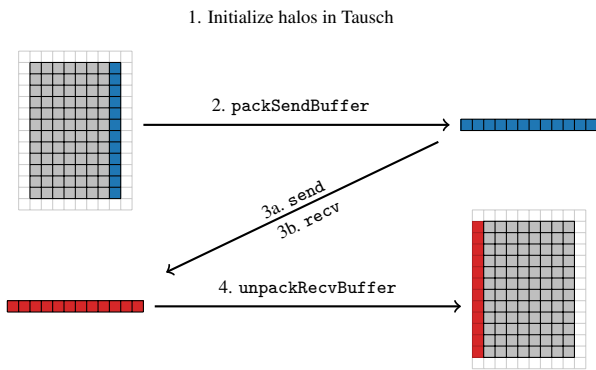 1. Initialize halos in Tausch
2. packSendBuffer
3a. send
3b. recv
4. unpackRecvBuffer